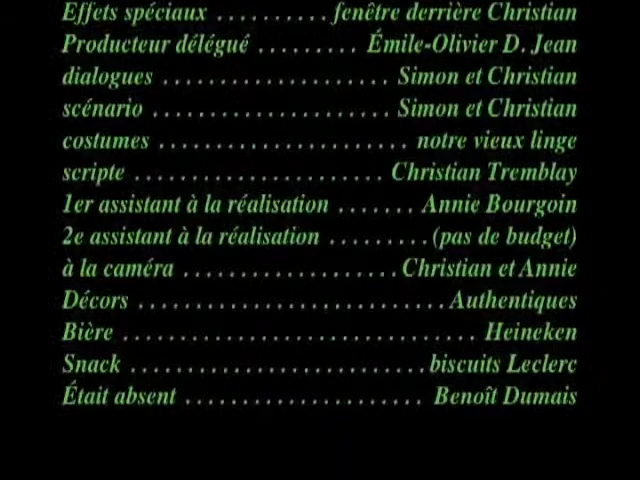 Effets spéciaux . . . . . . . . . . fenêtre derrière Christian
Producteur délégué . . . . . . . . . Émile-Olivier D. Jean
dialogues . . . . . . . . . . . . . . . . . . . . . Simon et Christian
scénario . . . . . . . . . . . . . . . . . . . . . . Simon et Christian
costumes . . . . . . . . . . . . . . . . . . . . . . . notre vieux linge
scripte . . . . . . . . . . . . . . . . . . . . . . . Christian Tremblay
1er assistant à la réalisation . . . . . . . Annie Bourgoin
2e assistant à la réalisation . . . . . . . . . (pas de budget)
à la caméra . . . . . . . . . . . . . . . . . . . . Christian et Annie
Décors . . . . . . . . . . . . . . . . . . . . . . . . . . . . . Authentiques
Bière . . . . . . . . . . . . . . . . . . . . . . . . . . . . . . . . . Heineken
Snack . . . . . . . . . . . . . . . . . . . . . . . . . . . . biscuits Leclerc
Était absent . . . . . . . . . . . . . . . . . . . . . . Benoît Dumais